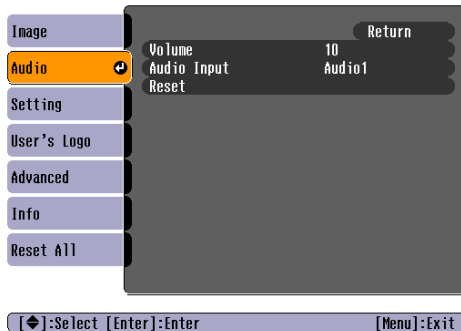 Image
Audio
Setting
User's Logo
Advanced
Info
Reset All
Return
Volume 10
Audio Input Audio1
Reset
[◆]:Select [Enter]:Enter [Menu]:Exit